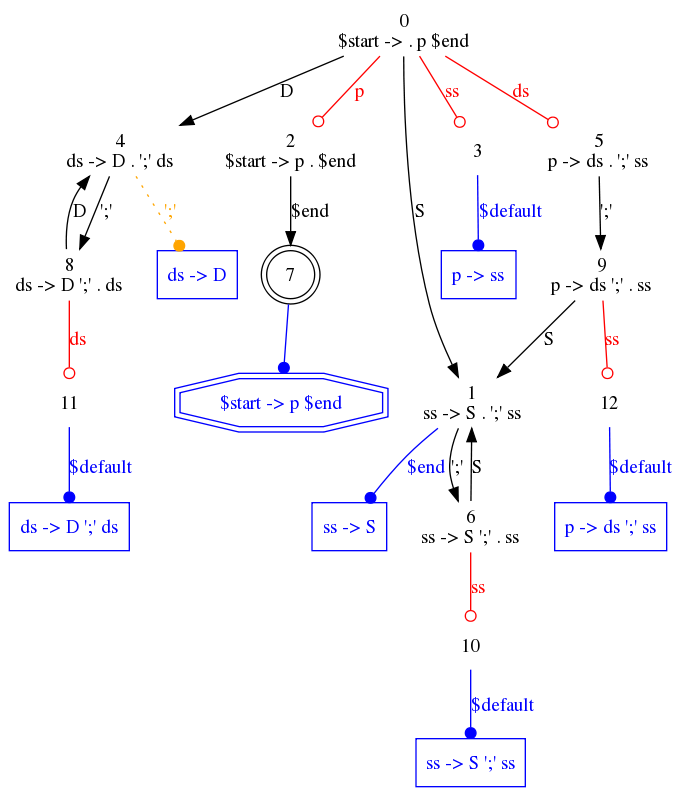 0
$start -> . p $end
D
p
ss
ds
4
ds -> D . ';' ds
2
$start -> p . $end
3
5
p -> ds . ';' ss
D
';'
';'
$end
S
$default
';'
8
ds -> D ';' . ds
ds -> D
7
p -> ss
9
p -> ds ';' . ss
ds
S
ss
11
$start -> p $end
1
ss -> S . ';' ss
12
$default
$end
';'
S
$default
ds -> D ';' ds
ss -> S
6
ss -> S ';' . ss
p -> ds ';' ss
ss
10
$default
ss -> S ';' ss